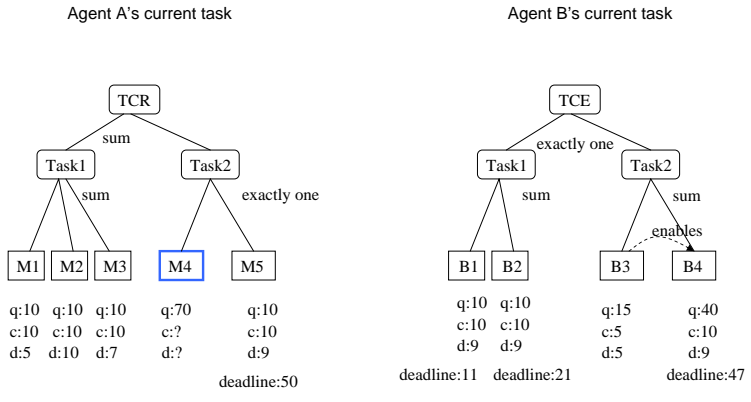 Agent A's current task
Agent B's current task
TCR
TCE
sum
exactly one
Task1
Task2
Task1
Task2
sum
exactly one
sum
sum
enables
M1
M2
M3
M4
M5
B1
B2
B3
B4
q:10 q:10 q:10 q:70 q:10
c:10 c:10 c:10 c:? c:10
d:5 d:10 d:7 d:? d:9
deadline:50
q:10 q:10 q:15 q:40
c:10 c:10 c:5 c:10
d:9 d:9 d:5 d:9
deadline:11 deadline:21 deadline:47